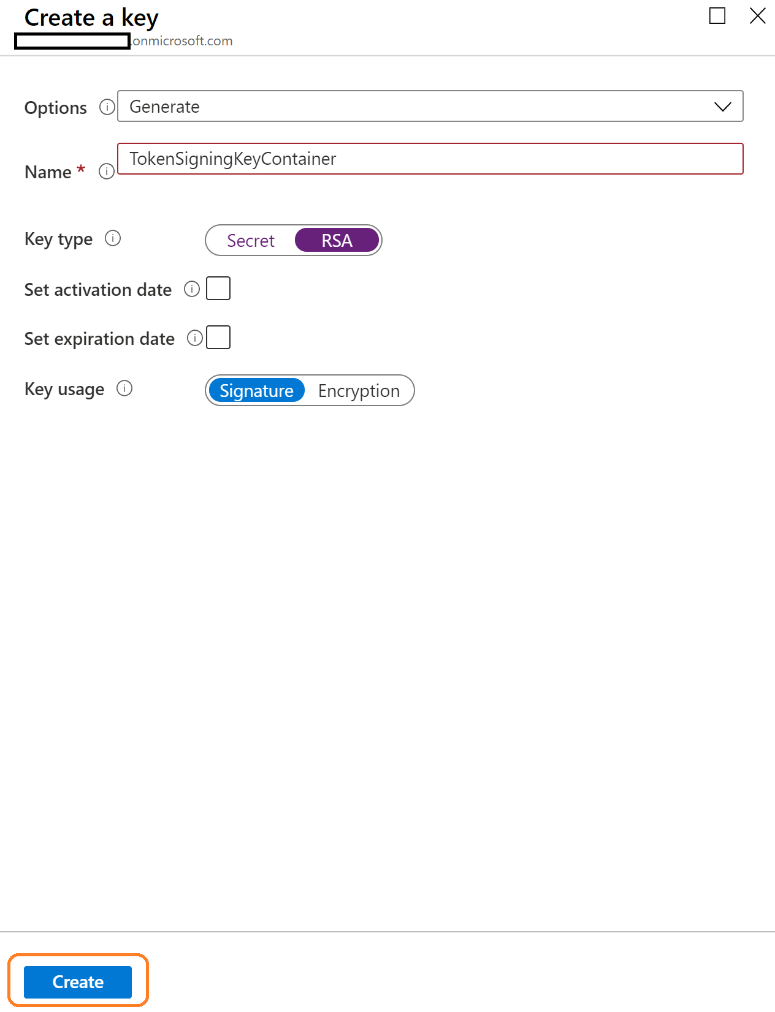 Create a key
.onmicrosoft.com
Options
Generate
Name *
TokenSigningKeyContainer
Key type
Secret RSA
Set activation date
Set expiration date
Key usage
Signature Encryption
Create